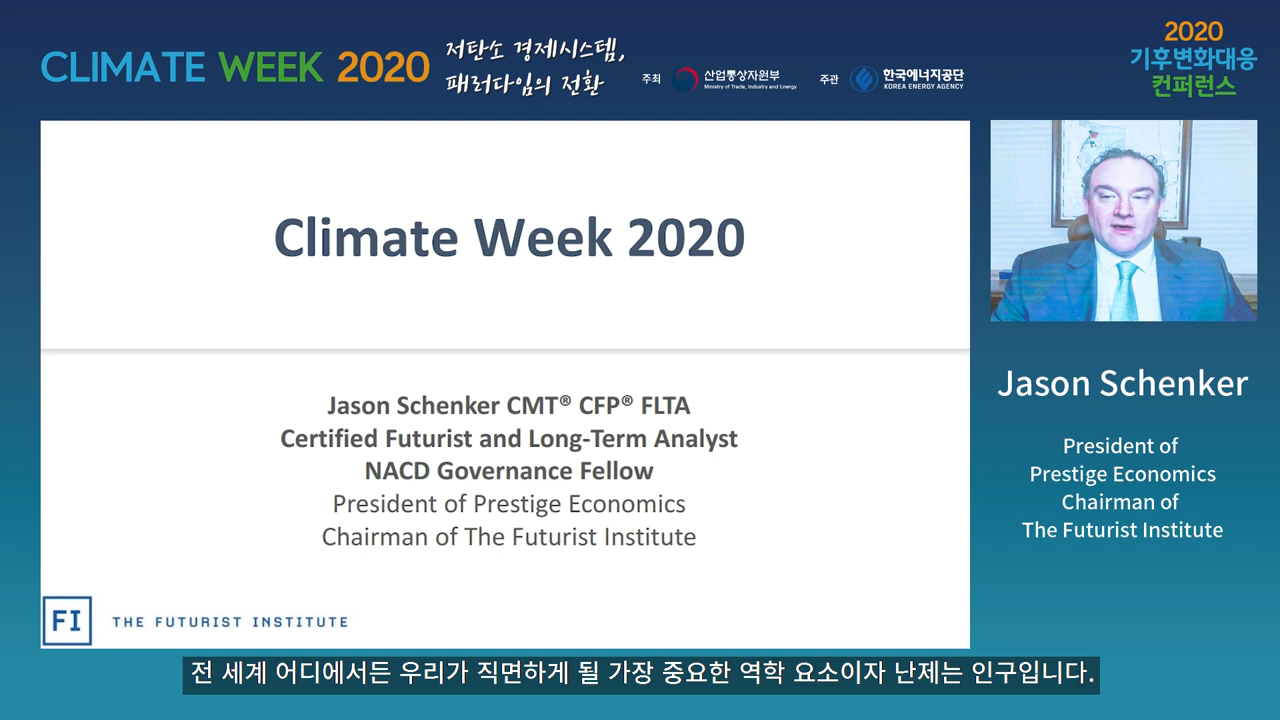 CLIMATE WEEK 2020
저탄소 경제시스템,
패러다임의 전환
주최
산업통상자원부
Ministry of Trade, Industry and Energy
주관
한국에너지공단
KOREA ENERGY AGENCY
2020
기후변화대응
컨퍼런스
Climate Week 2020
Jason Schenker CMT® CFP® FLTA
Certified Futurist and Long-Term Analyst
NACD Governance Fellow
President of Prestige Economics
Chairman of The Futurist Institute
FI THE FUTURIST INSTITUTE
Jason Schenker
President of
Prestige Economics
Chairman of
The Futurist Institute
전 세계 어디에서든 우리가 직면하게 될 가장 중요한 역학 요소이자 난제는 인구입니다.